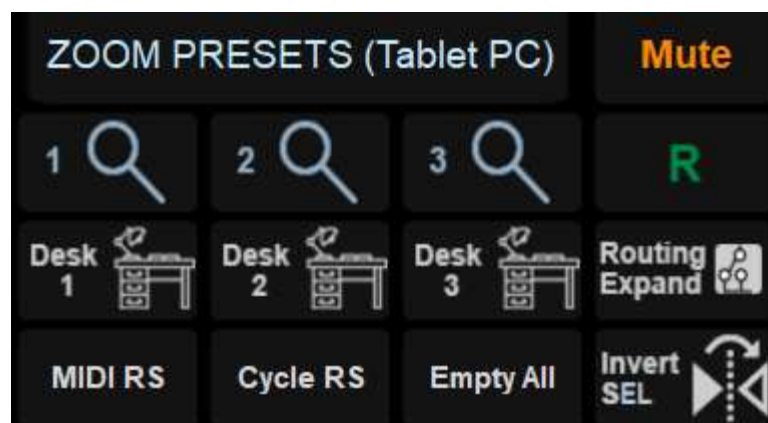 ZOOM PRESETS (Tablet PC)
Mute
1
2
3
R
Desk
1
Desk
2
Desk
3
Routing
Expand
MIDI RS
Cycle RS
Empty All
Invert
SEL